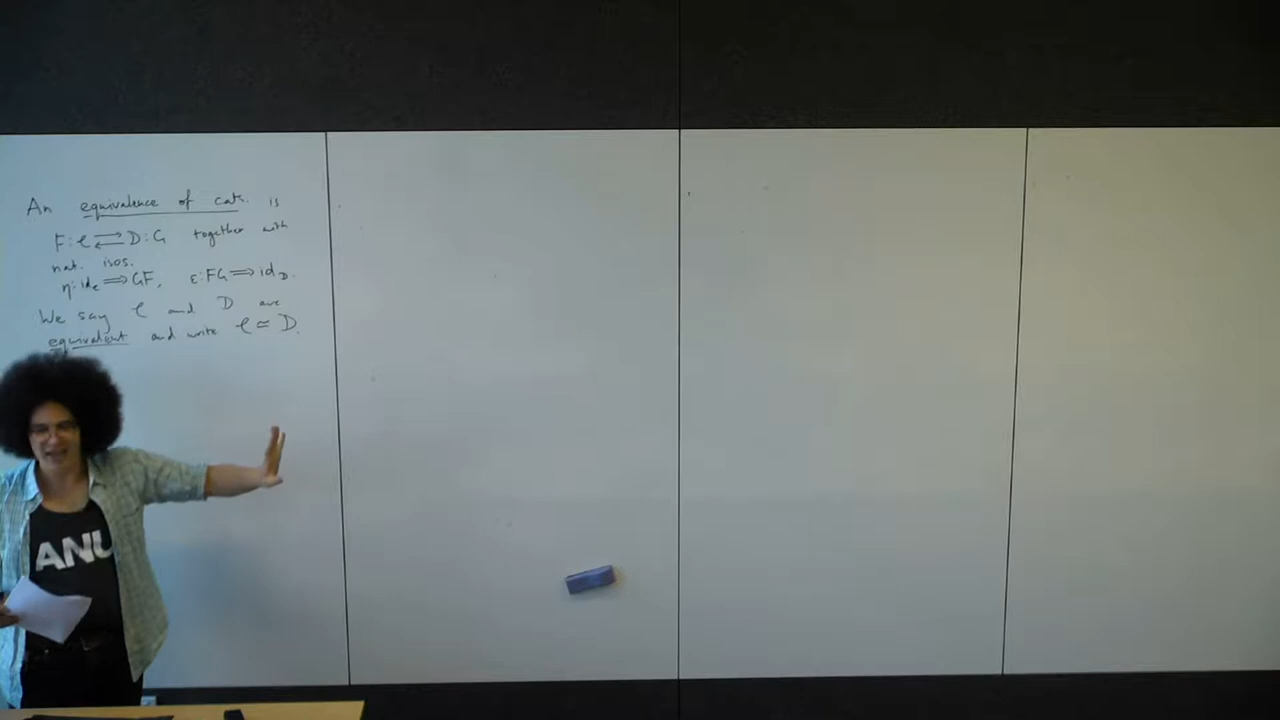 An equivalence of cats. is
F: C ⇄ D :G together with
nat. isos.
η: id_C ⟹ GF, ε: FG ⟹ id_D.
We say C and D are
equivalent and write C ≃ D.
ANU